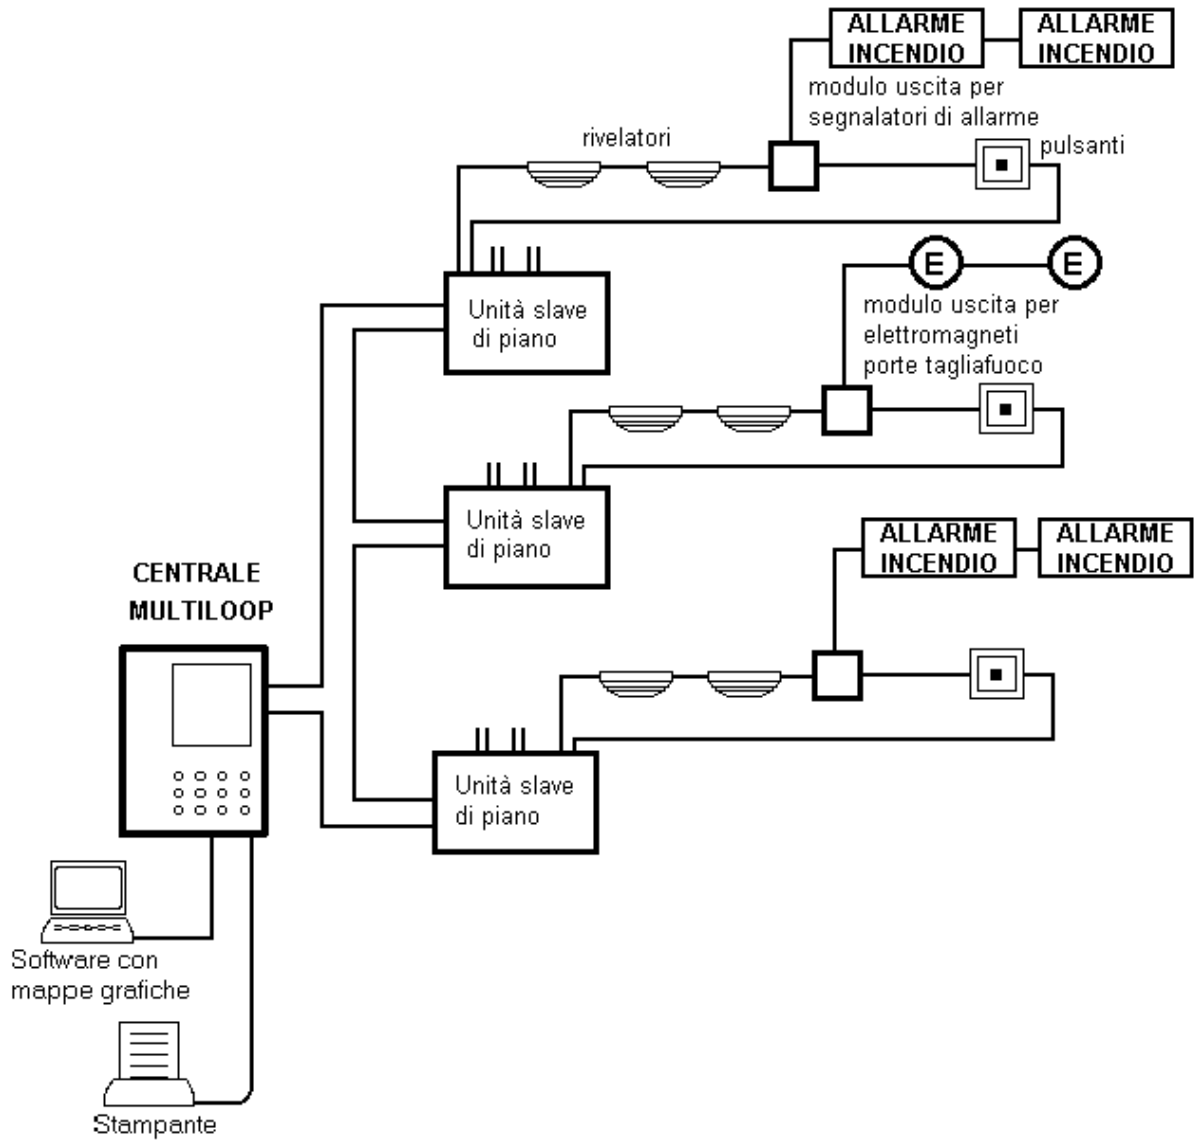 ALLARME
INCENDIO
ALLARME
INCENDIO
modulo uscita per
segnalatori di allarme
rivelatori
pulsanti
E
E
Unità slave
di piano
modulo uscita per
elettromagneti
porte tagliafuoco
Unità slave
di piano
ALLARME
INCENDIO
ALLARME
INCENDIO
CENTRALE
MULTILOOP
Unità slave
di piano
Software con
mappe grafiche
Stampante